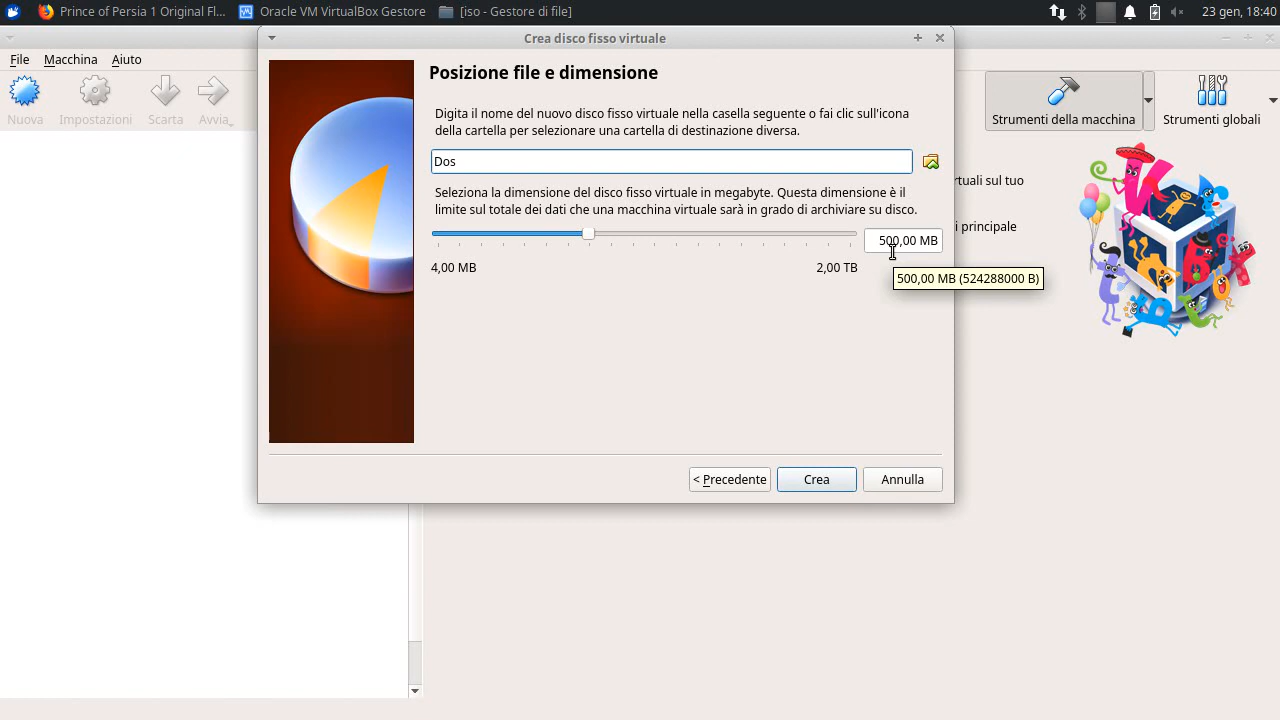 Prince of Persia 1 Original Fl...
Oracle VM VirtualBox Gestore
[iso - Gestore di file]
23 gen, 18:40
Crea disco fisso virtuale
File
Macchina
Aiuto
Nuova
Impostazioni
Scarta
Avvia
Strumenti della macchina
Strumenti globali
Posizione file e dimensione
Digita il nome del nuovo disco fisso virtuale nella casella seguente o fai clic sull'icona
della cartella per selezionare una cartella di destinazione diversa.
Dos
Seleziona la dimensione del disco fisso virtuale in megabyte. Questa dimensione è il
limite sul totale dei dati che una macchina virtuale sarà in grado di archiviare su disco.
500,00 MB
4,00 MB
2,00 TB
500,00 MB (524288000 B)
rtuali sul tuo
i principale
< Precedente
Crea
Annulla